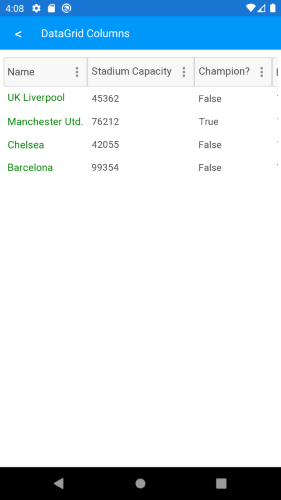 4:08
< DataGrid Columns
Name Stadium Capacity Champion?
UK Liverpool 45362 False
Manchester Utd. 76212 True
Chelsea 42055 False
Barcelona 99354 False